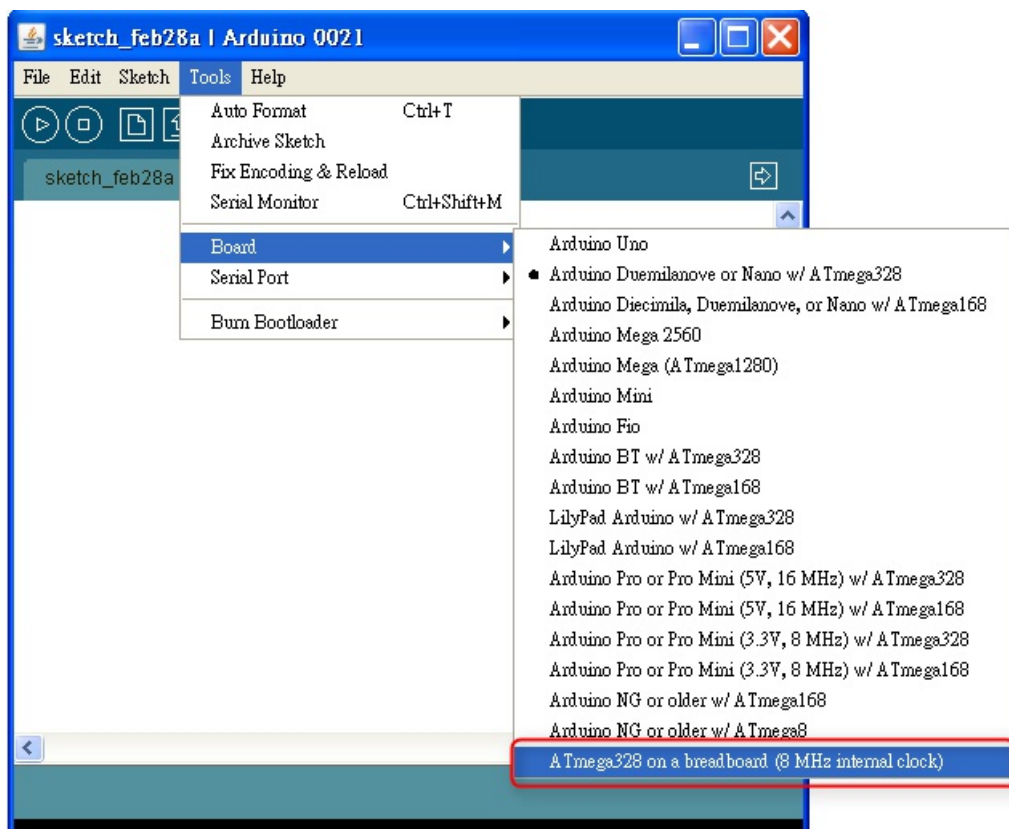 sketch_feb28a | Arduino 0021
File Edit Sketch Tools Help
Auto Format Ctrl+T
Archive Sketch
Fix Encoding & Reload
Serial Monitor Ctrl+Shift+M
Board
Serial Port
Burn Bootloader
sketch_feb28a
Arduino Uno
Arduino Duemilanove or Nano w/ ATmega328
Arduino Diecimila, Duemilanove, or Nano w/ ATmega168
Arduino Mega 2560
Arduino Mega (ATmega1280)
Arduino Mini
Arduino Fio
Arduino BT w/ ATmega328
Arduino BT w/ ATmega168
LilyPad Arduino w/ ATmega328
LilyPad Arduino w/ ATmega168
Arduino Pro or Pro Mini (5V, 16 MHz) w/ ATmega328
Arduino Pro or Pro Mini (5V, 16 MHz) w/ ATmega168
Arduino Pro or Pro Mini (3.3V, 8 MHz) w/ ATmega328
Arduino Pro or Pro Mini (3.3V, 8 MHz) w/ ATmega168
Arduino NG or older w/ ATmega168
Arduino NG or older w/ ATmega8
ATmega328 on a breadboard (8 MHz internal clock)